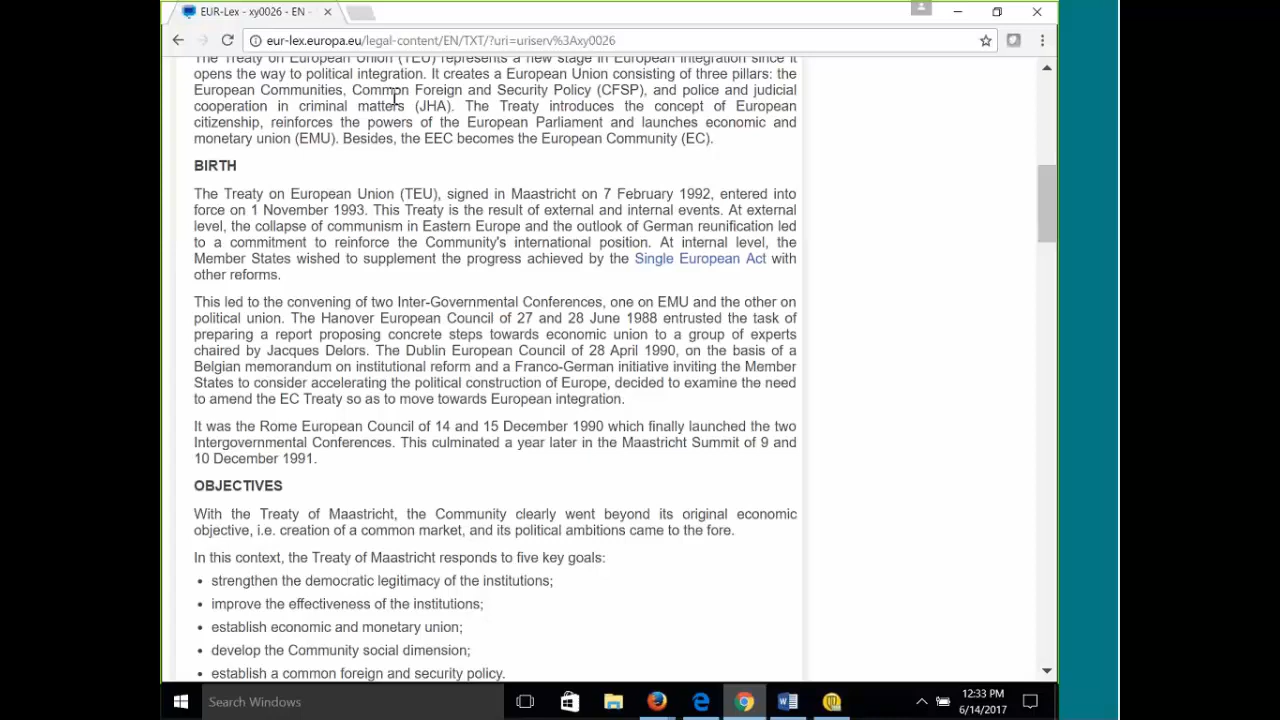 EUR-Lex - xy0026 - EN -
eur-lex.europa.eu/legal-content/EN/TXT/?uri=uriserv%3Axy0026
The Treaty on European Union (TEU) represents a new stage in European integration since it
opens the way to political integration. It creates a European Union consisting of three pillars: the
European Communities, Common Foreign and Security Policy (CFSP), and police and judicial
cooperation in criminal matters (JHA). The Treaty introduces the concept of European
citizenship, reinforces the powers of the European Parliament and launches economic and
monetary union (EMU). Besides, the EEC becomes the European Community (EC).
BIRTH
The Treaty on European Union (TEU), signed in Maastricht on 7 February 1992, entered into
force on 1 November 1993. This Treaty is the result of external and internal events. At external
level, the collapse of communism in Eastern Europe and the outlook of German reunification led
to a commitment to reinforce the Community's international position. At internal level, the
Member States wished to supplement the progress achieved by the Single European Act with
other reforms.
This led to the convening of two Inter-Governmental Conferences, one on EMU and the other on
political union. The Hanover European Council of 27 and 28 June 1988 entrusted the task of
preparing a report proposing concrete steps towards economic union to a group of experts
chaired by Jacques Delors. The Dublin European Council of 28 April 1990, on the basis of a
Belgian memorandum on institutional reform and a Franco-German initiative inviting the Member
States to consider accelerating the political construction of Europe, decided to examine the need
to amend the EC Treaty so as to move towards European integration.
It was the Rome European Council of 14 and 15 December 1990 which finally launched the two
Intergovernmental Conferences. This culminated a year later in the Maastricht Summit of 9 and
10 December 1991.
OBJECTIVES
With the Treaty of Maastricht, the Community clearly went beyond its original economic
objective, i.e. creation of a common market, and its political ambitions came to the fore.
In this context, the Treaty of Maastricht responds to five key goals:
• strengthen the democratic legitimacy of the institutions;
• improve the effectiveness of the institutions;
• establish economic and monetary union;
• develop the Community social dimension;
• establish a common foreign and security policy.
Search Windows
12:33 PM
6/14/2017